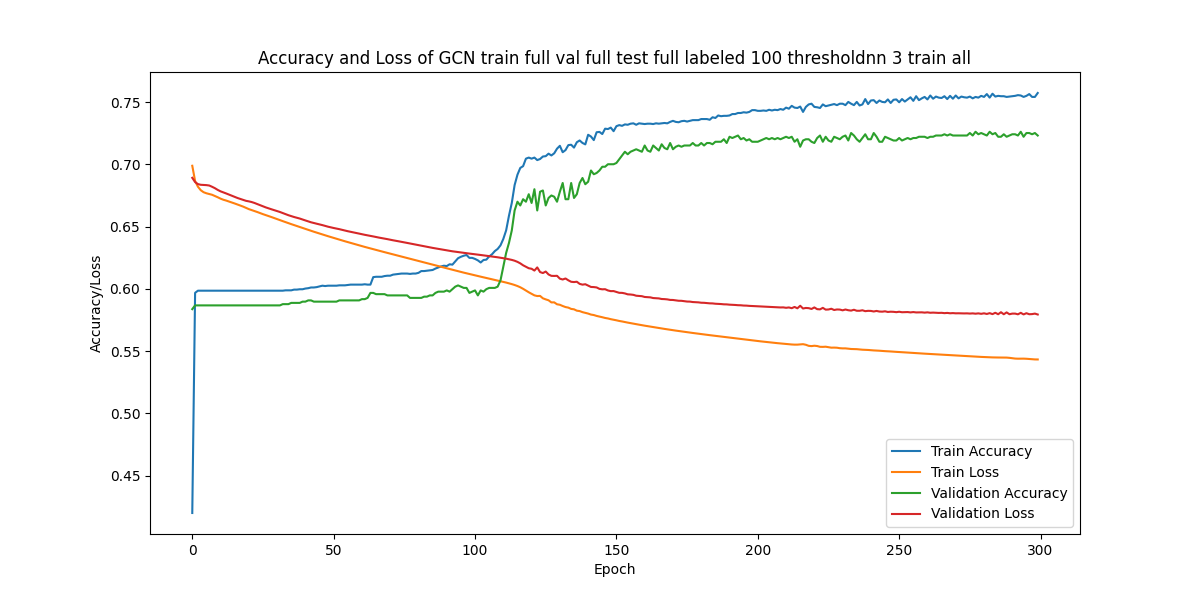 Accuracy and Loss of GCN train full val full test full labeled 100 thresholdnn 3 train all
Accuracy/Loss
0.75
0.70
0.65
0.60
0.55
0.50
0.45
0 50 100 150 200 250 300
Epoch
Train Accuracy
Train Loss
Validation Accuracy
Validation Loss